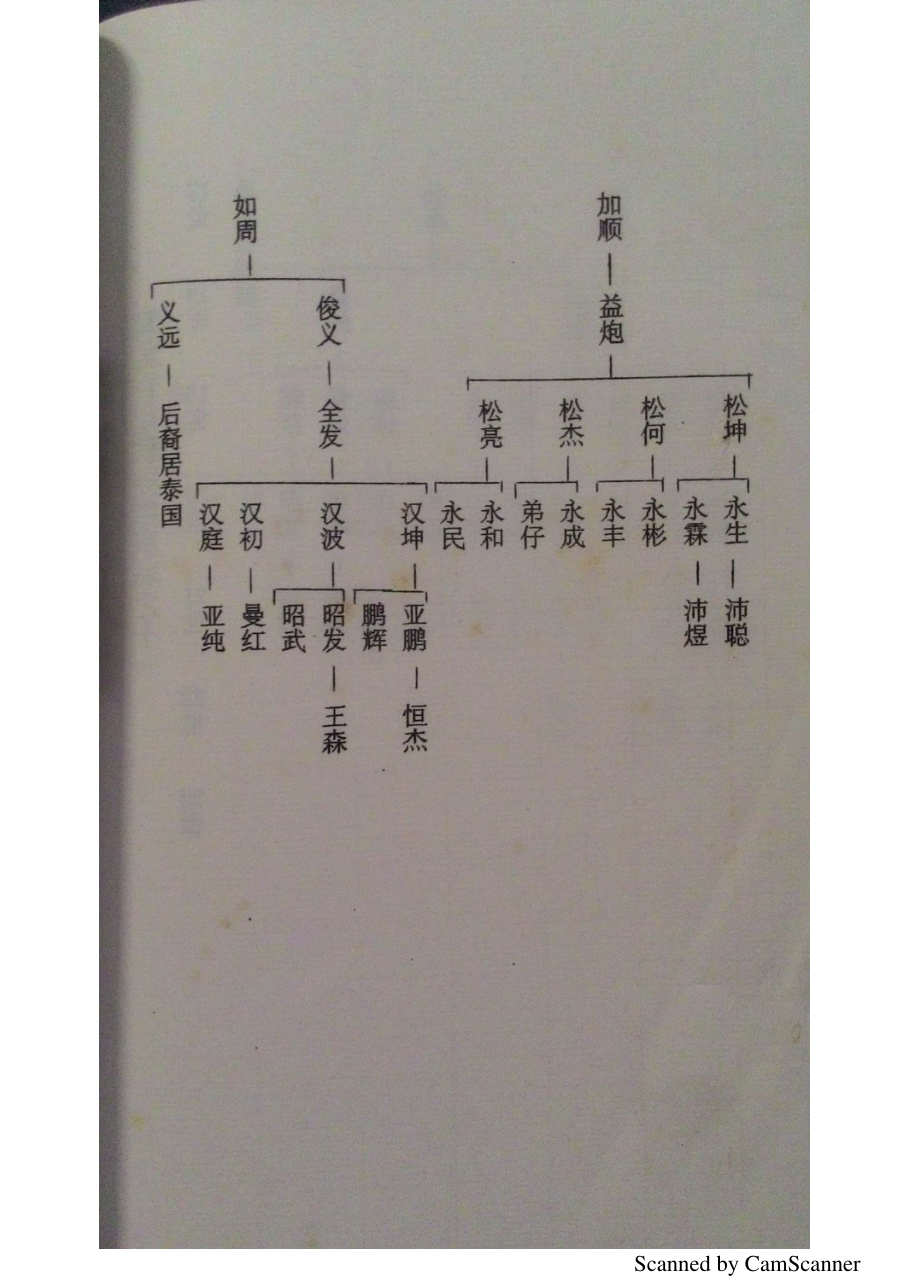 加顺
益炮
松坤
松何
松杰
松亮
永生
永霖
永彬
永丰
永成
弟仔
永和
永民
沛聪
沛煜
如周
俊义
义远
全发
后裔居泰国
汉坤
汉波
汉初
汉庭
亚鹏
鹏辉
昭发
昭武
曼红
亚纯
恒杰
王森
Scanned by CamScanner